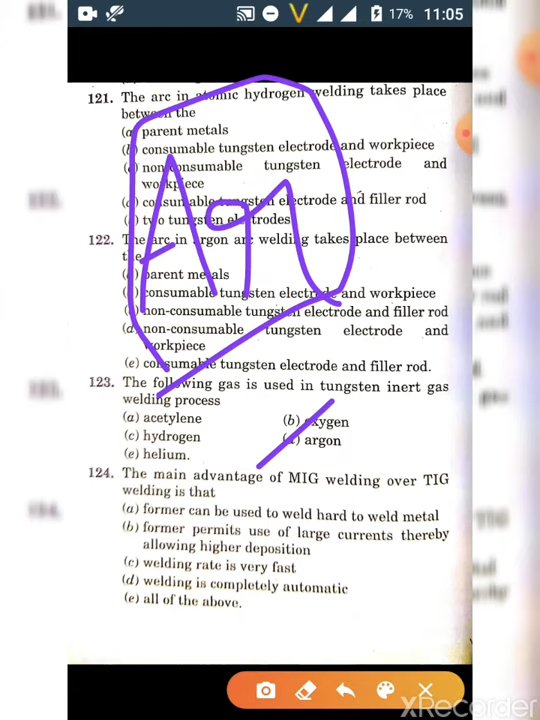 17% 11:05
121. The arc in atomic hydrogen welding takes place
between the
(a) parent metals
(b) consumable tungsten electrode and workpiece
(c) non-consumable tungsten electrode and
workpiece
(d) consumable tungsten electrode and filler rod
(e) two tungsten electrodes
122. The arc in argon arc welding takes place between
the
(a) parent metals
(b) consumable tungsten electrode and workpiece
(c) non-consumable tungsten electrode and filler rod
(d) non-consumable tungsten electrode and
workpiece
(e) consumable tungsten electrode and filler rod.
123. The following gas is used in tungsten inert gas
welding process
(a) acetylene (b) oxygen
(c) hydrogen (d) argon
(e) helium.
124. The main advantage of MIG welding over TIG
welding is that
(a) former can be used to weld hard to weld metal
(b) former permits use of large currents thereby
allowing higher deposition
(c) welding rate is very fast
(d) welding is completely automatic
(e) all of the above.
XRecorder